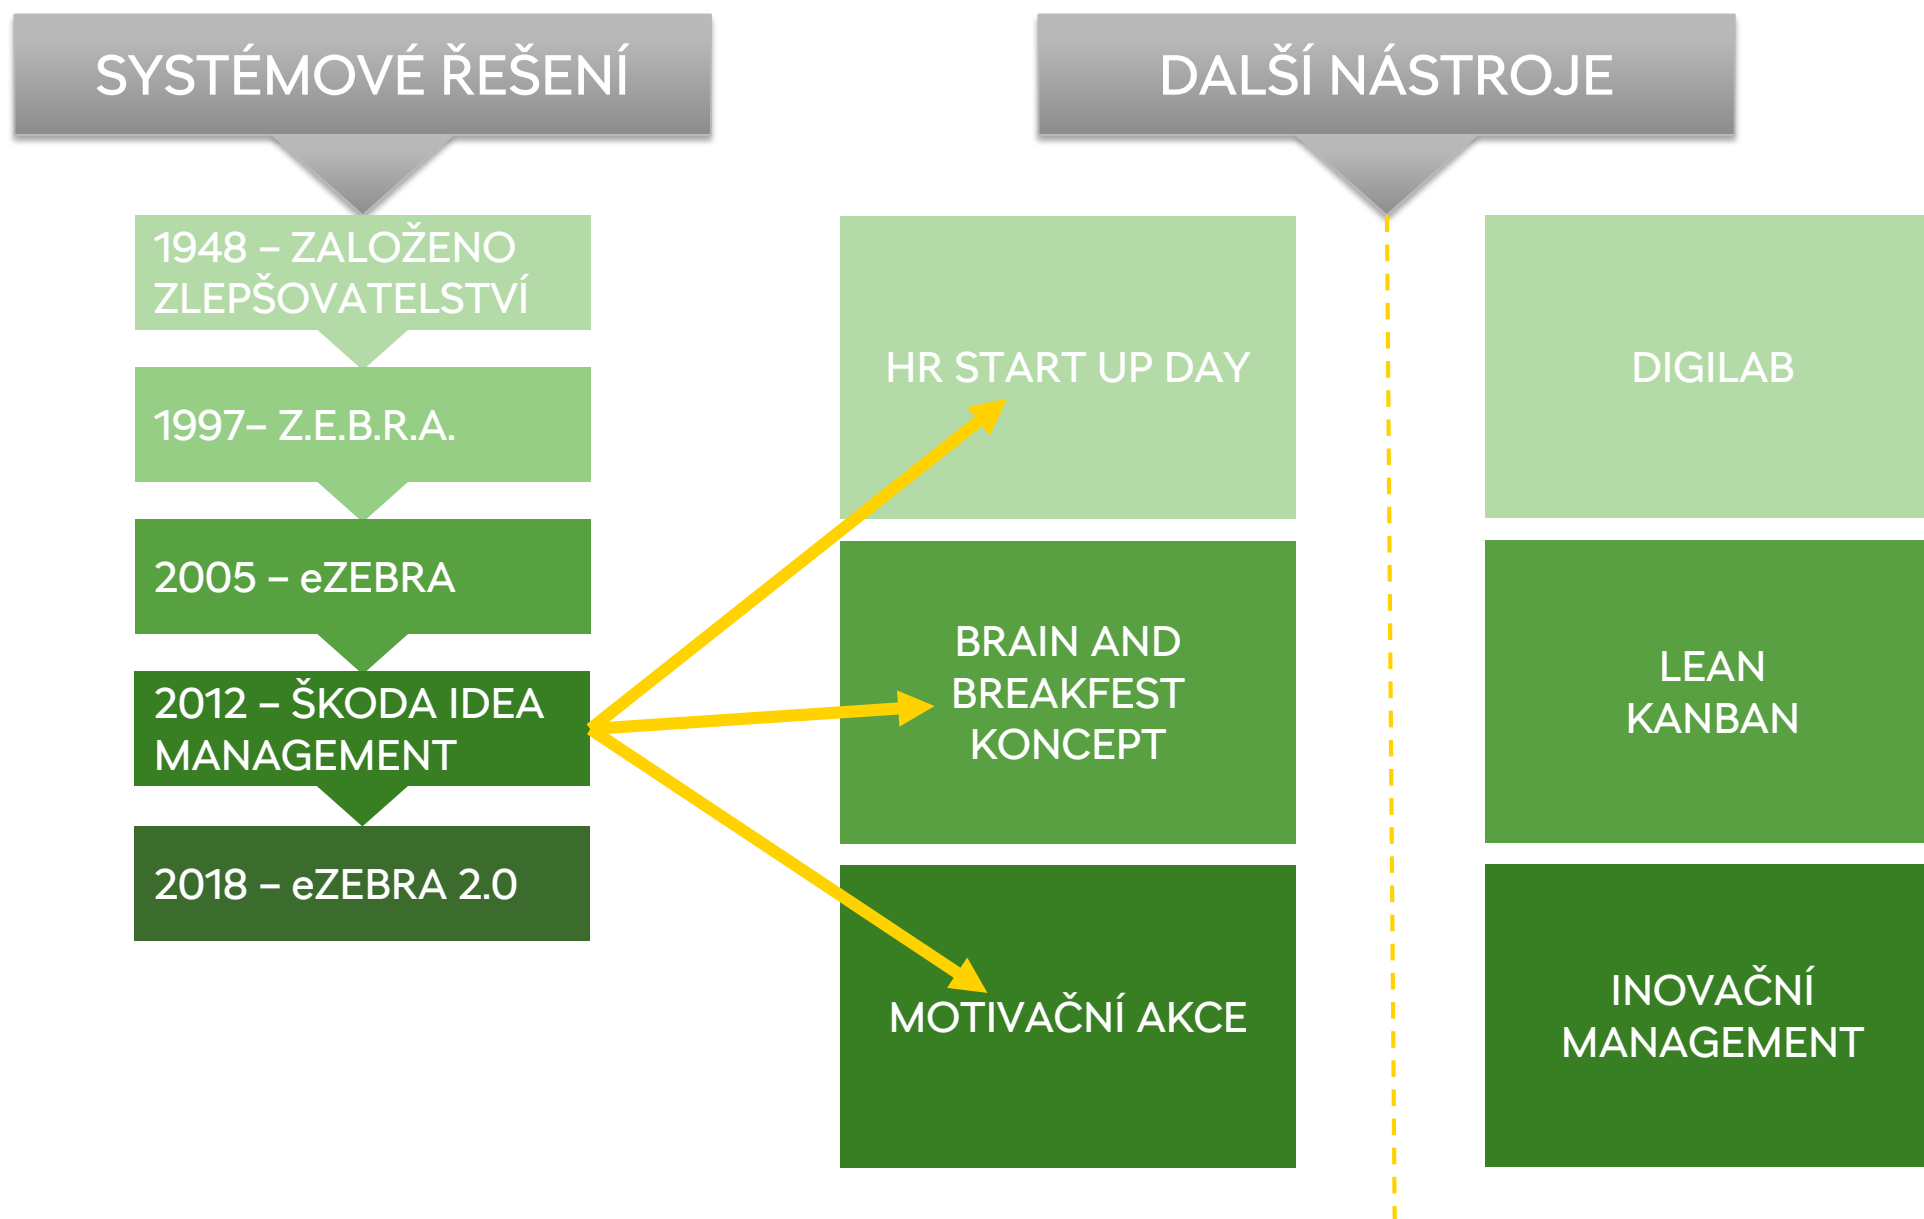 SYSTÉMOVÉ ŘEŠENÍ
1948 – ZALOŽENO
ZLEPŠOVATELSTVÍ
1997– Z.E.B.R.A.
2005 – eZEBRA
2012 – ŠKODA IDEA
MANAGEMENT
2018 – eZEBRA 2.0
DALŠÍ NÁSTROJE
HR START UP DAY
BRAIN AND
BREAKFEST
KONCEPT
MOTIVAČNÍ AKCE
DIGILAB
LEAN
KANBAN
INOVAČNÍ
MANAGEMENT